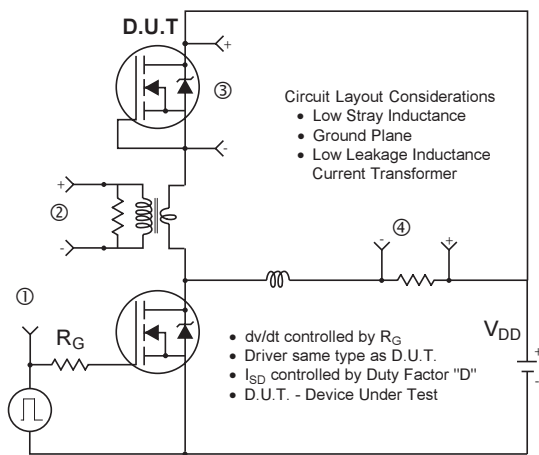 D.U.T
+
③
-
Circuit Layout Considerations
• Low Stray Inductance
• Ground Plane
• Low Leakage Inductance
Current Transformer
+
②
-
④
- +
①
R_G
• dv/dt controlled by R_G
• Driver same type as D.U.T.
• I_SD controlled by Duty Factor "D"
• D.U.T. - Device Under Test
V_DD
+
-